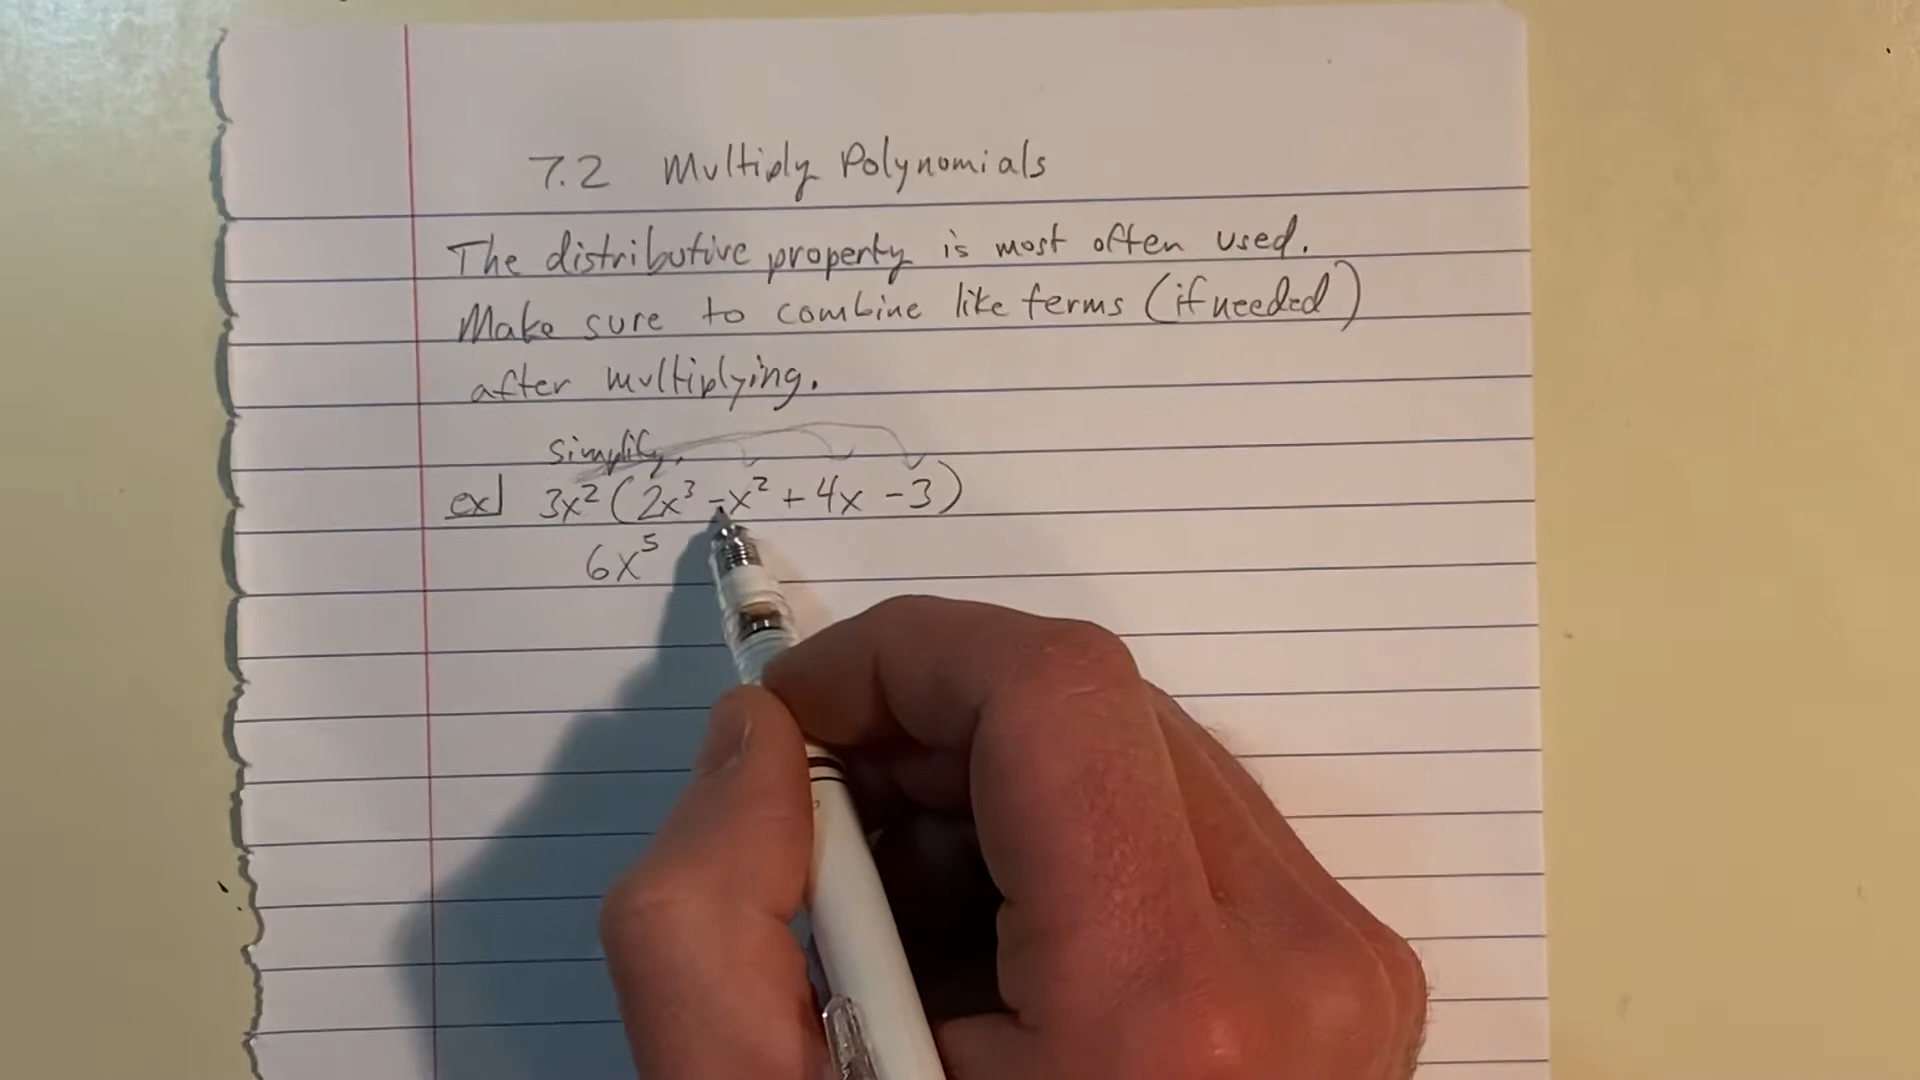 7.2 Multiply Polynomials
The distributive property is most often used.
Make sure to combine like terms (if needed)
after multiplying.
Simplify.
ex] 3x² (2x³ - x² + 4x - 3)
6x⁵